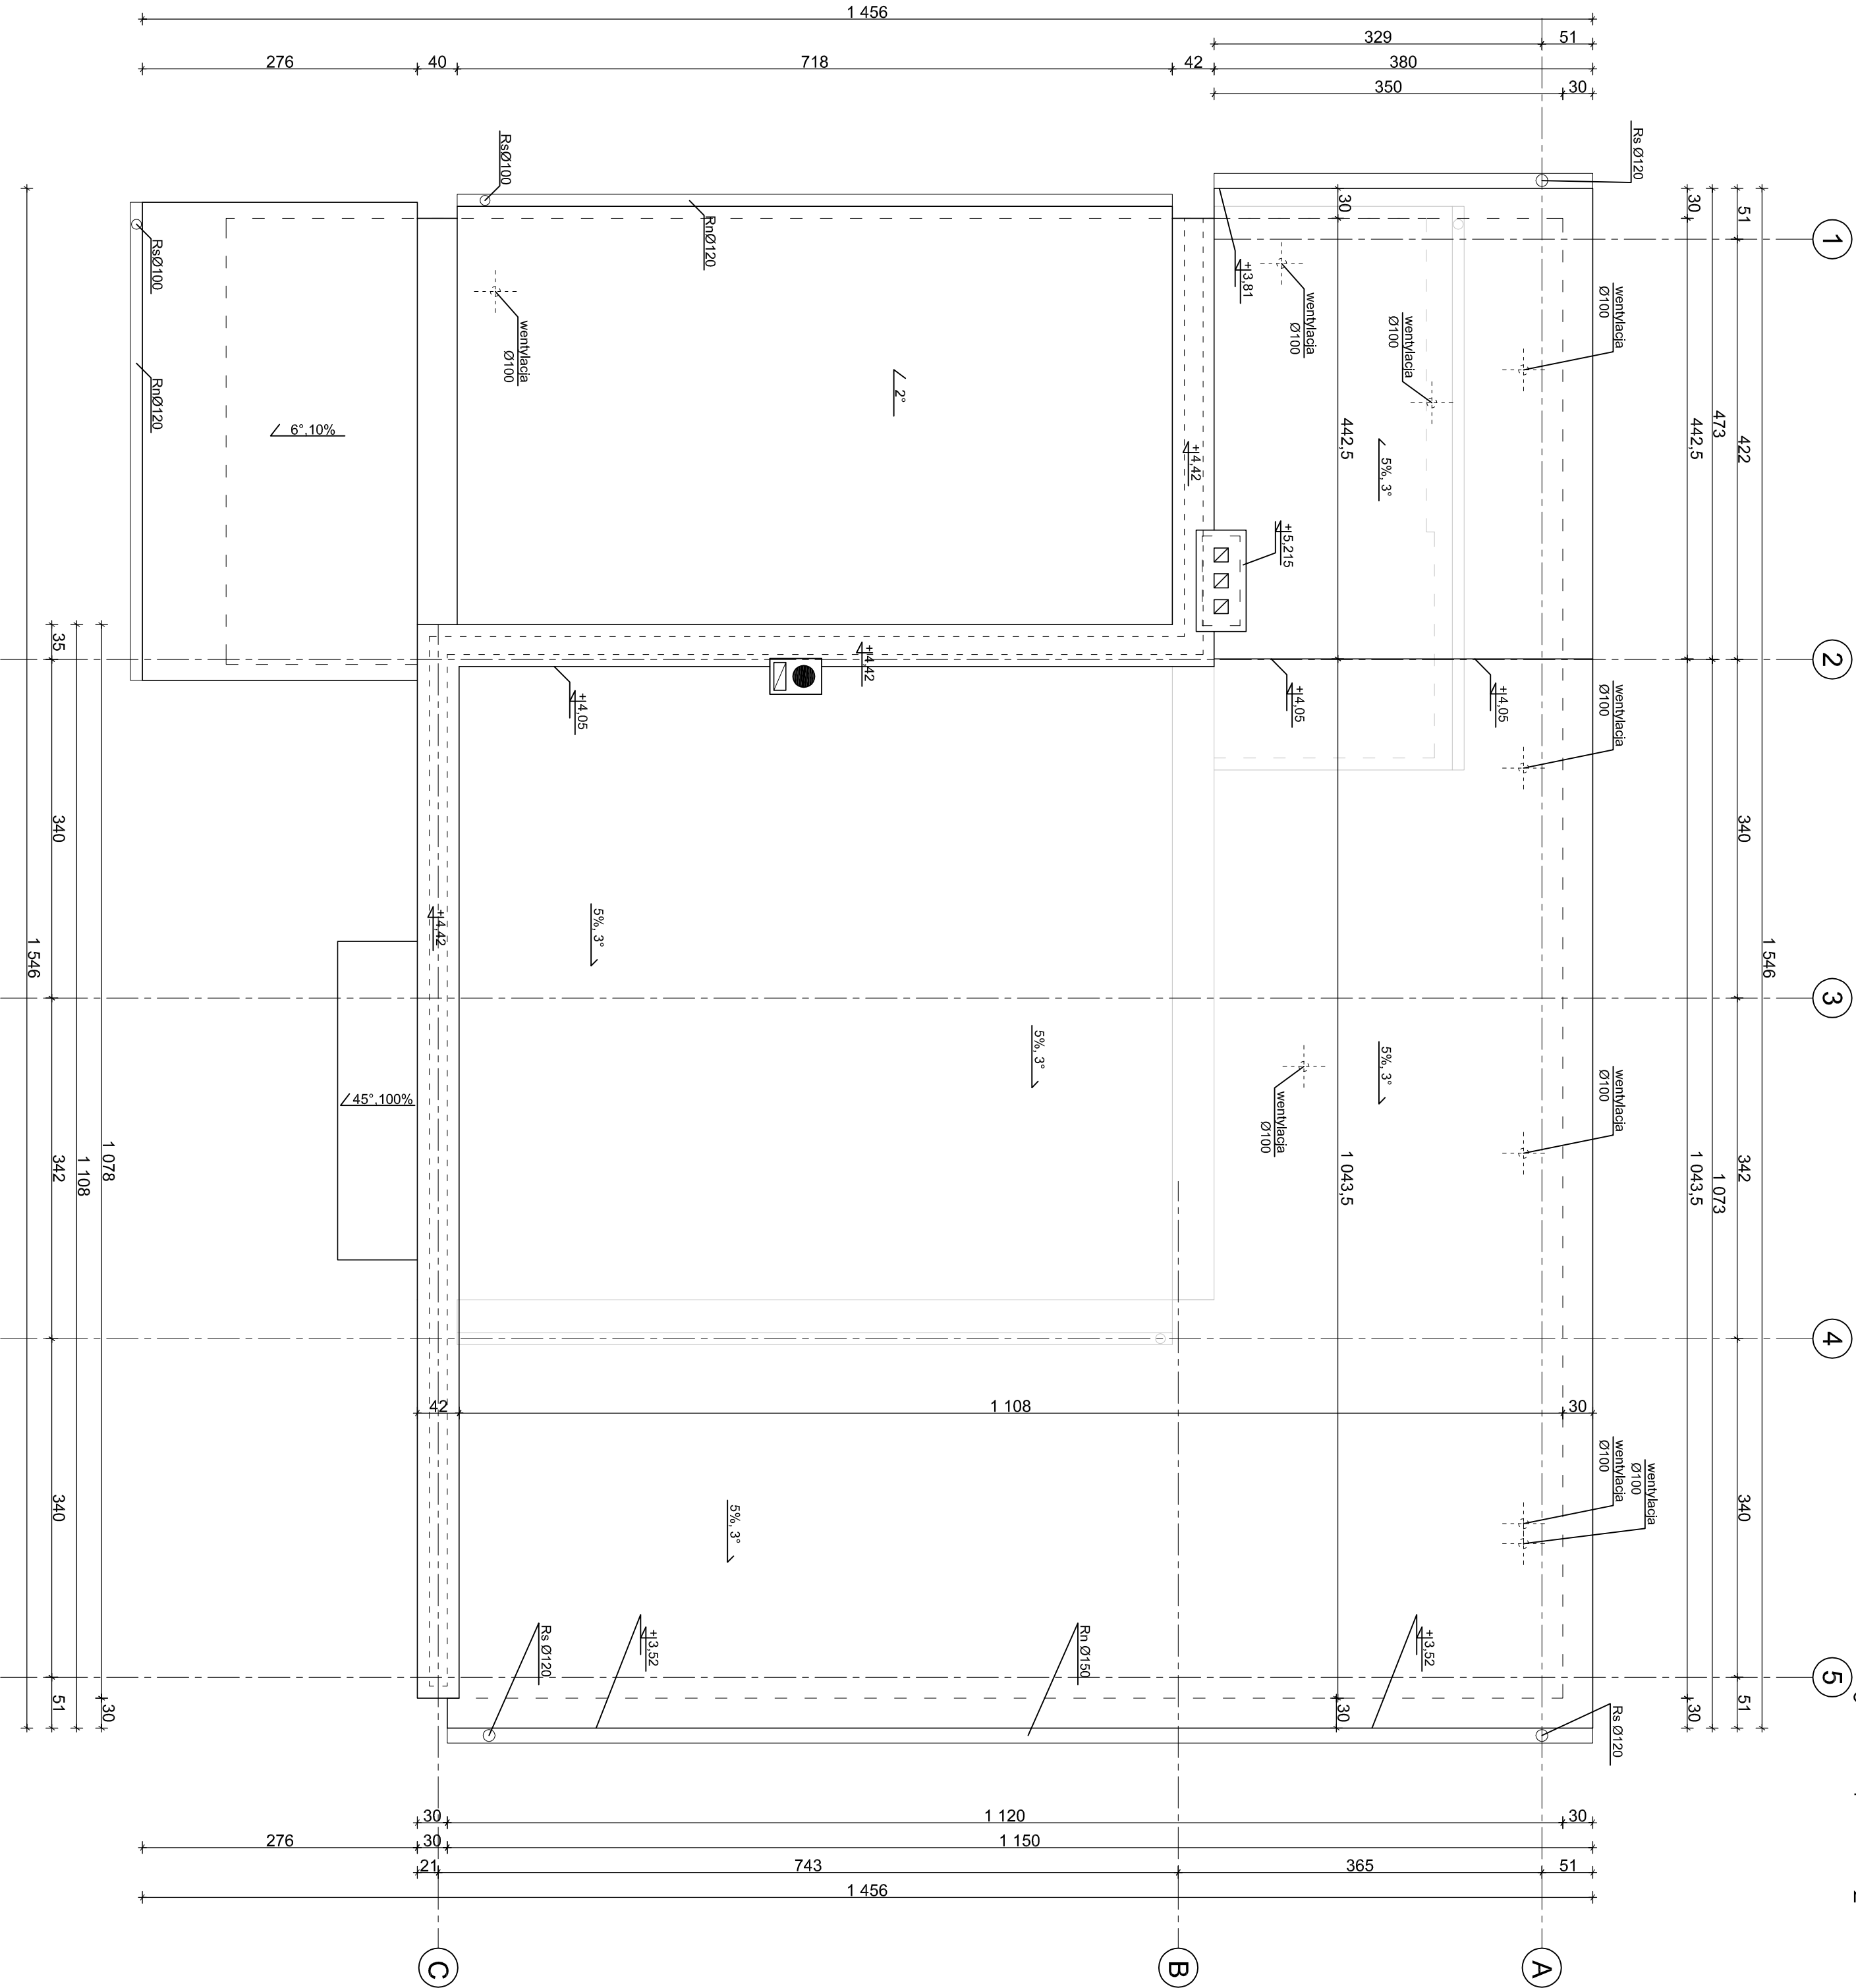 1 456
329
51
276
40
718
42
380
350
30
Rs Ø120
RsØ100
RnØ120
RsØ100
RnØ120
wentylacja
Ø100
6°,10%
2°
+3,81
wentylacja
Ø100
wentylacja
Ø100
wentylacja
Ø100
5%, 3°
+4,42
+5,215
30
442,5
30
442,5
473
51
422
1
2
+4,42
+4,05
+4,05
+4,05
wentylacja
Ø100
35
340
340
1 546
1 546
+4,42
5%, 3°
5%, 3°
5%, 3°
3
wentylacja
Ø100
wentylacja
Ø100
45°,100%
342
1 108
1 078
1 043,5
1 043,5
1 073
342
4
42
1 108
30
wentylacja
Ø100
wentylacja
Ø100
5%, 3°
340
340
Rs Ø120
+3,52
Rn Ø150
+3,52
5
51
30
30
30
51
Rs Ø120
30
1 120
30
276
30
1 150
21
743
365
51
1 456
C
B
A